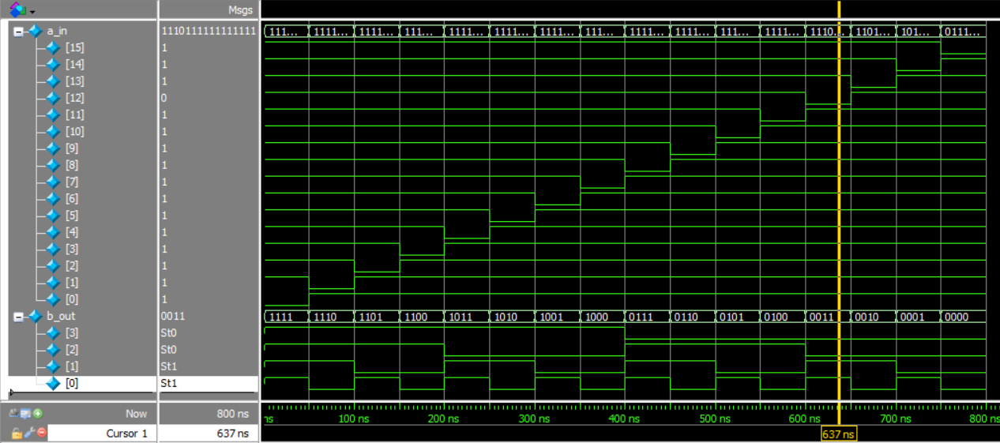 Msgs
a_in 1110111111111111 111... 1111... 1111... 111... 1111... 1111... 1111... 111... 1111... 1111... 111... 1111... 1110... 1101... 101... 0111...
[15] 1
[14] 1
[13] 1
[12] 0
[11] 1
[10] 1
[9] 1
[8] 1
[7] 1
[6] 1
[5] 1
[4] 1
[3] 1
[2] 1
[1] 1
[0] 1
b_out 0011 1111 1110 1101 1100 1011 1010 1001 1000 0111 0110 0101 0100 0011 0010 0001 0000
[3] St0
[2] St0
[1] St1
[0] St1
Now 800 ns ns 100 ns 200 ns 300 ns 400 ns 500 ns 600 ns 700 ns 800 ns
Cursor 1 637 ns 637 ns